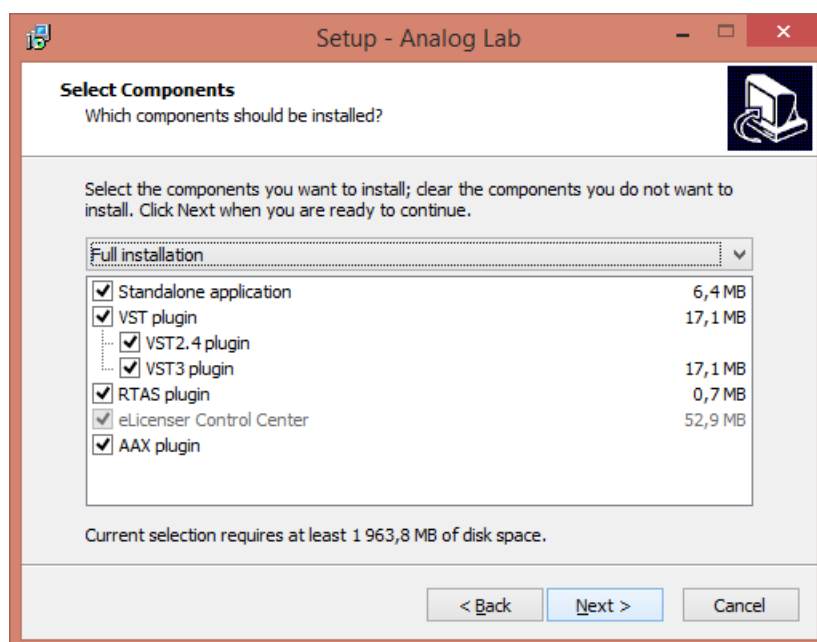 Setup - Analog Lab
Select Components
Which components should be installed?
Select the components you want to install; clear the components you do not want to
install. Click Next when you are ready to continue.
Full installation
Standalone application 6,4 MB
VST plugin 17,1 MB
VST2.4 plugin
VST3 plugin 17,1 MB
RTAS plugin 0,7 MB
eLicenser Control Center 52,9 MB
AAX plugin
Current selection requires at least 1 963,8 MB of disk space.
< Back Next > Cancel